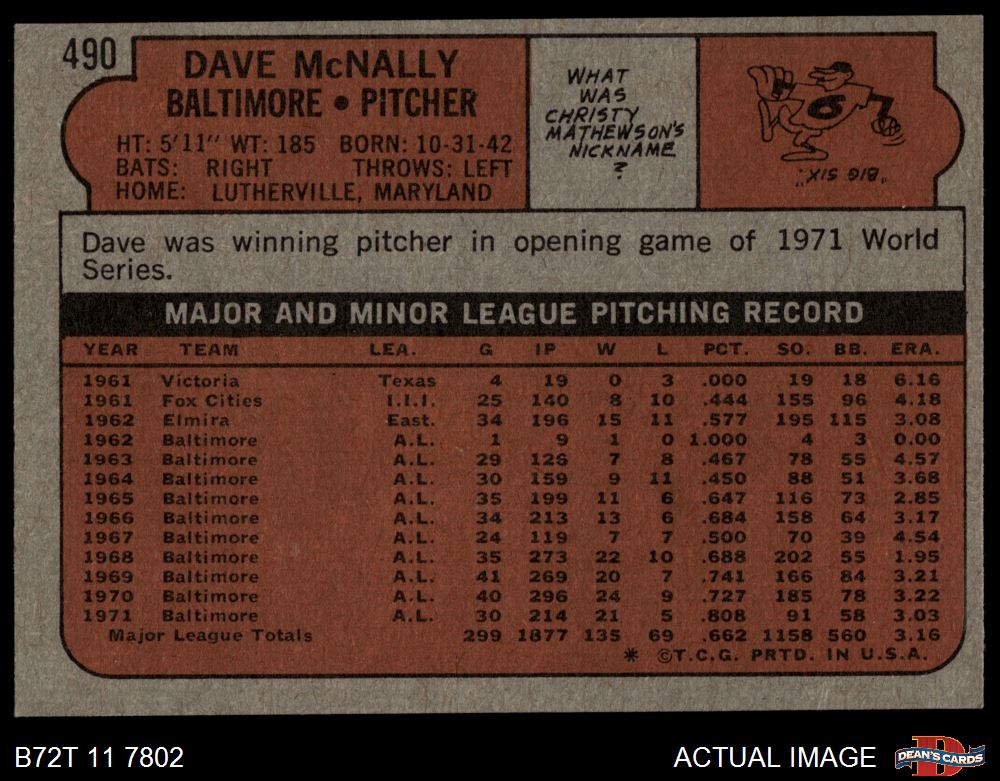 490
DAVE McNALLY
BALTIMORE • PITCHER
HT: 5'11" WT: 185 BORN: 10-31-42
BATS: RIGHT THROWS: LEFT
HOME: LUTHERVILLE, MARYLAND
WHAT
WAS
CHRISTY
MATHEWSON'S
NICKNAME
?
6
"BIG SIX."
Dave was winning pitcher in opening game of 1971 World
Series.
MAJOR AND MINOR LEAGUE PITCHING RECORD
YEAR TEAM LEA. G IP W L PCT. SO. BB. ERA.
1961 Victoria Texas 4 19 0 3 .000 19 18 6.16
1961 Fox Cities I.I.I. 25 140 8 10 .444 155 96 4.18
1962 Elmira East. 34 196 15 11 .577 195 115 3.08
1962 Baltimore A.L. 1 9 1 0 1.000 4 3 0.00
1963 Baltimore A.L. 29 126 7 8 .467 78 55 4.57
1964 Baltimore A.L. 30 159 9 11 .450 88 51 3.68
1965 Baltimore A.L. 35 199 11 6 .647 116 73 2.85
1966 Baltimore A.L. 34 213 13 6 .684 158 64 3.17
1967 Baltimore A.L. 24 119 7 7 .500 70 39 4.54
1968 Baltimore A.L. 35 273 22 10 .688 202 55 1.95
1969 Baltimore A.L. 41 269 20 7 .741 166 84 3.21
1970 Baltimore A.L. 40 296 24 9 .727 185 78 3.22
1971 Baltimore A.L. 30 214 21 5 .808 91 58 3.03
Major League Totals 299 1877 135 69 .662 1158 560 3.16
* ©T.C.G. PRTD. IN U.S.A.
B72T 11 7802
ACTUAL IMAGE
D
DEAN'S CARDS